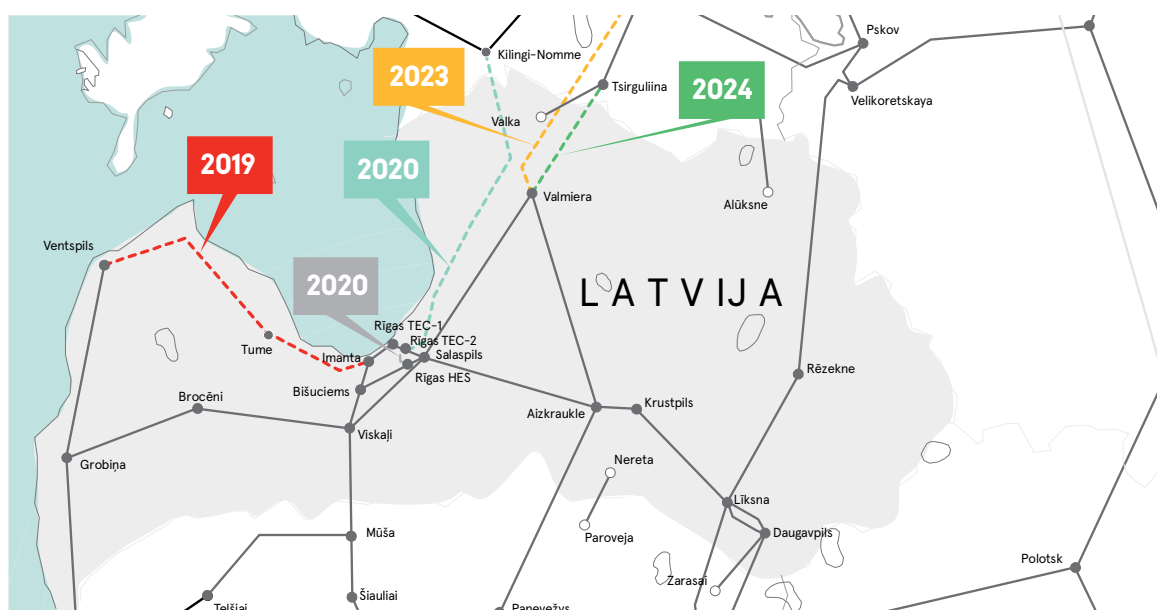 Pskov
Kilingi-Nomme
2023
Tsirguliina
2024
Velikoretskaya
Valka
2019
2020
Valmiera
Alūksne
Ventspils
2020
LATVIJA
Rīgas TEC-1
Rīgas TEC-2
Tume
Imanta
Salaspils
Rīgas HES
Rēzekne
Bišuciems
Brocēni
Krustpils
Aizkraukle
Viskaļi
Grobiņa
Nereta
Līksna
Mūša
Paroveja
Daugavpils
Polotsk
Zarasai
Šiauliai
Telšiai
Panevežys